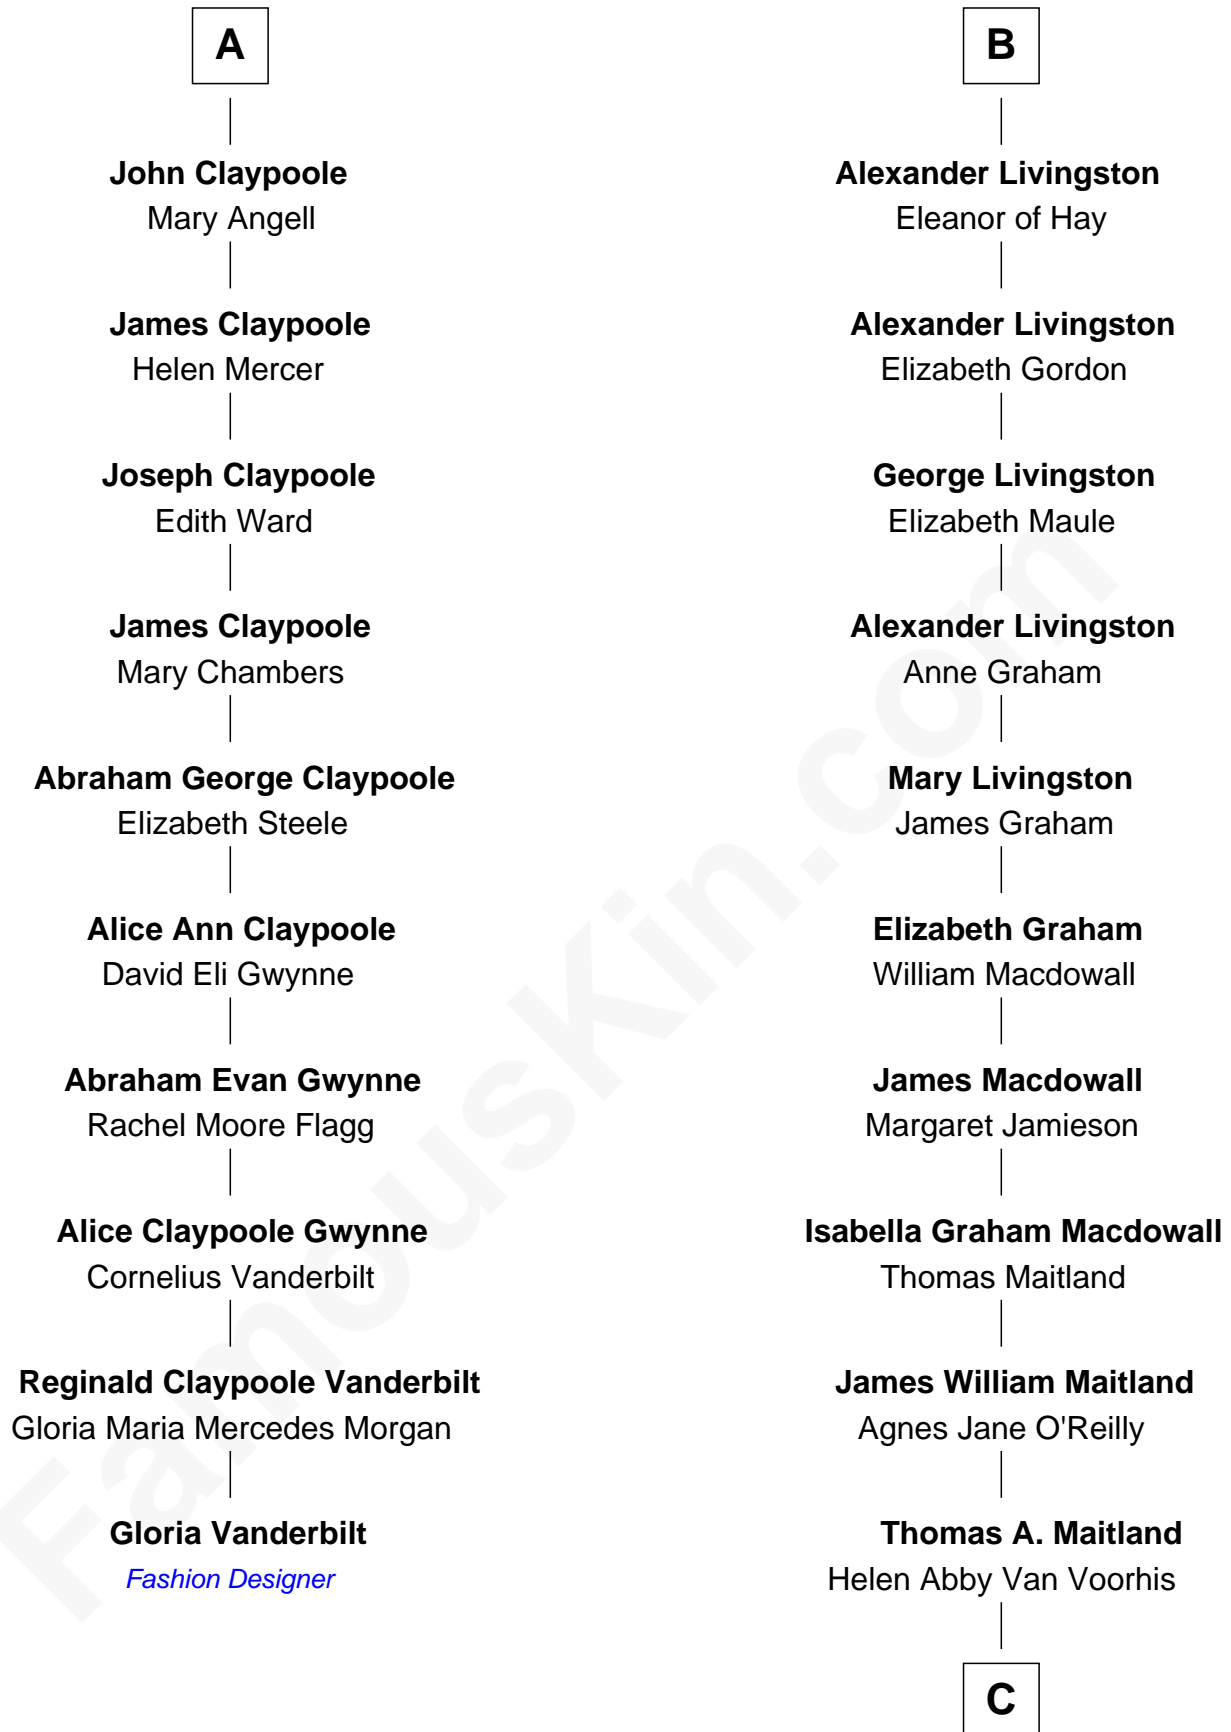 A
John Claypoole
Mary Angell
James Claypoole
Helen Mercer
Joseph Claypoole
Edith Ward
James Claypoole
Mary Chambers
Abraham George Claypoole
Elizabeth Steele
Alice Ann Claypoole
David Eli Gwynne
Abraham Evan Gwynne
Rachel Moore Flagg
Alice Claypoole Gwynne
Cornelius Vanderbilt
Reginald Claypoole Vanderbilt
Gloria Maria Mercedes Morgan
Gloria Vanderbilt
Fashion Designer
B
Alexander Livingston
Eleanor of Hay
Alexander Livingston
Elizabeth Gordon
George Livingston
Elizabeth Maule
Alexander Livingston
Anne Graham
Mary Livingston
James Graham
Elizabeth Graham
William Macdowall
James Macdowall
Margaret Jamieson
Isabella Graham Macdowall
Thomas Maitland
James William Maitland
Agnes Jane O'Reilly
Thomas A. Maitland
Helen Abby Van Voorhis
C
FamousKin.com